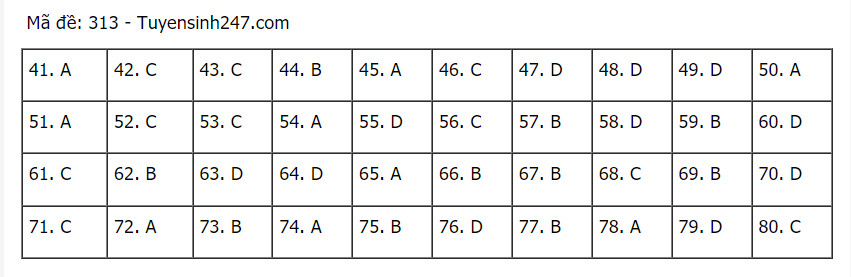 Mã đề: 313 - Tuyensinh247.com
41. A 42. C 43. C 44. B 45. A 46. C 47. D 48. D 49. D 50. A
51. A 52. C 53. C 54. A 55. D 56. C 57. B 58. D 59. B 60. D
61. C 62. B 63. D 64. D 65. A 66. B 67. B 68. C 69. B 70. D
71. C 72. A 73. B 74. A 75. B 76. D 77. B 78. A 79. D 80. C